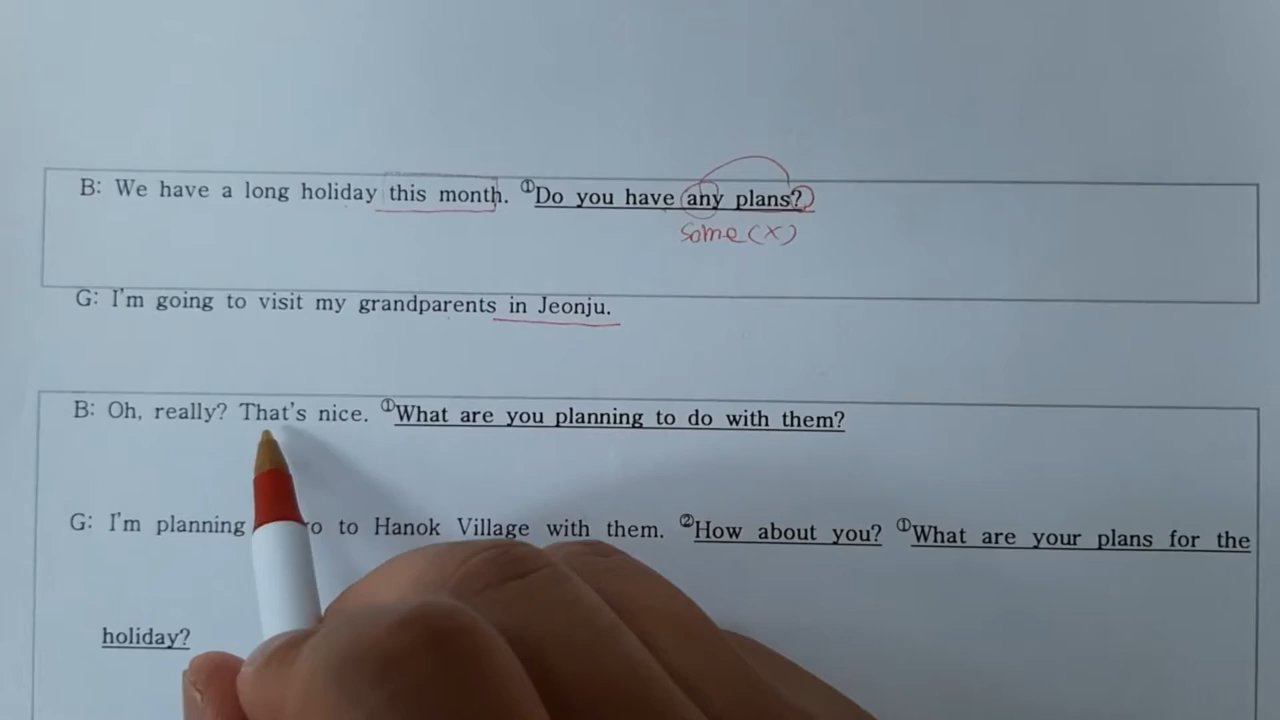 B: We have a long holiday this month. ①Do you have any plans?
some(×)
G: I'm going to visit my grandparents in Jeonju.
B: Oh, really? That's nice. ①What are you planning to do with them?
G: I'm planning to Hanok Village with them. ②How about you? ①What are your plans for the
holiday?